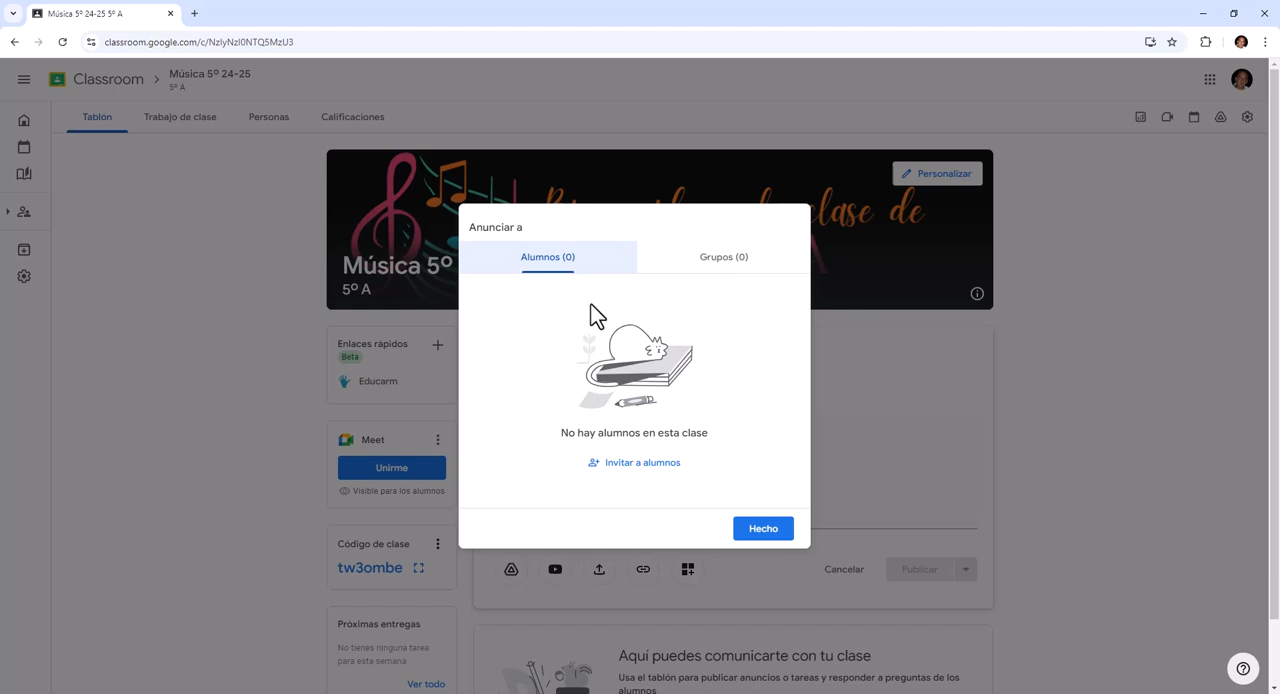 Música 5º 24-25 5º A
classroom.google.com/c/NzIyNzI0NTQ5MzU3
Classroom
Música 5º 24-25
5º A
Tablón
Trabajo de clase
Personas
Calificaciones
Personalizar
clase de
Música 5º
5º A
Anunciar a
Alumnos (0)
Grupos (0)
No hay alumnos en esta clase
Invitar a alumnos
Hecho
Enlaces rápidos
Beta
Educarm
Meet
Unirme
Visible para los alumnos
Código de clase
tw3ombe
Próximas entregas
No tienes ninguna tarea
para esta semana
Ver todo
Cancelar
Publicar
Aquí puedes comunicarte con tu clase
Usa el tablón para publicar anuncios o tareas y responder a preguntas de los
alumnos